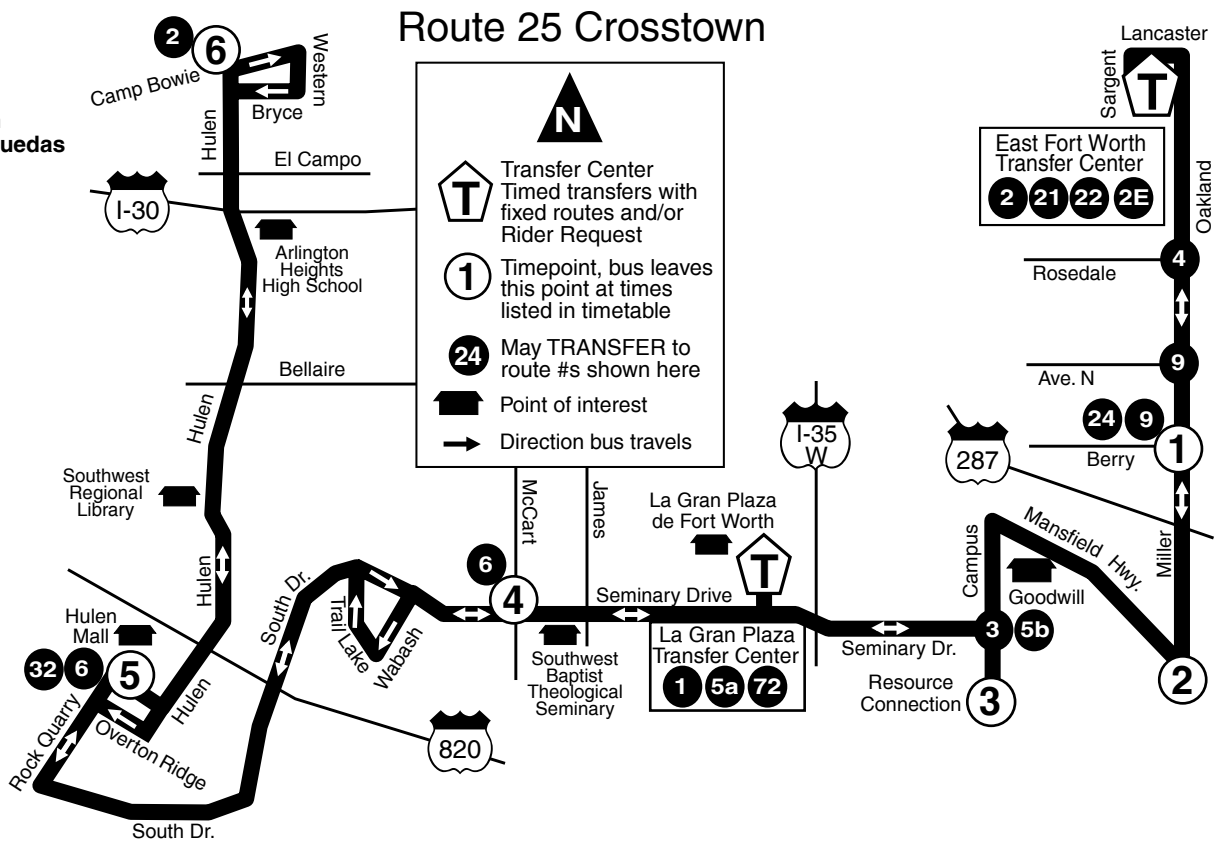 Route 25 Crosstown
2
6
Camp Bowie
Western
Bryce
Hulen
El Campo
uedas
I-30
Arlington
Heights
High School
Bellaire
Hulen
Southwest
Regional
Library
Hulen
Hulen
Mall
32
6
5
Rock Quarry
Overton Ridge
Hulen
South Dr.
South Dr.
820
Trail Lake
Wabash
N
T
Transfer Center
Timed transfers with
fixed routes and/or
Rider Request
1
Timepoint, bus leaves
this point at times
listed in timetable
24
May TRANSFER to
route #s shown here
Point of interest
Direction bus travels
McCart
James
6
4
Southwest
Baptist
Theological
Seminary
Seminary Drive
La Gran Plaza
de Fort Worth
T
La Gran Plaza
Transfer Center
1
5a
72
I-35
W
Seminary Dr.
Resource
Connection
3
3
5b
Campus
Goodwill
Mansfield Hwy.
287
2
Miller
1
Berry
24
9
Ave. N
9
Rosedale
4
Oakland
East Fort Worth
Transfer Center
2
21
22
2E
Sargent
T
Lancaster